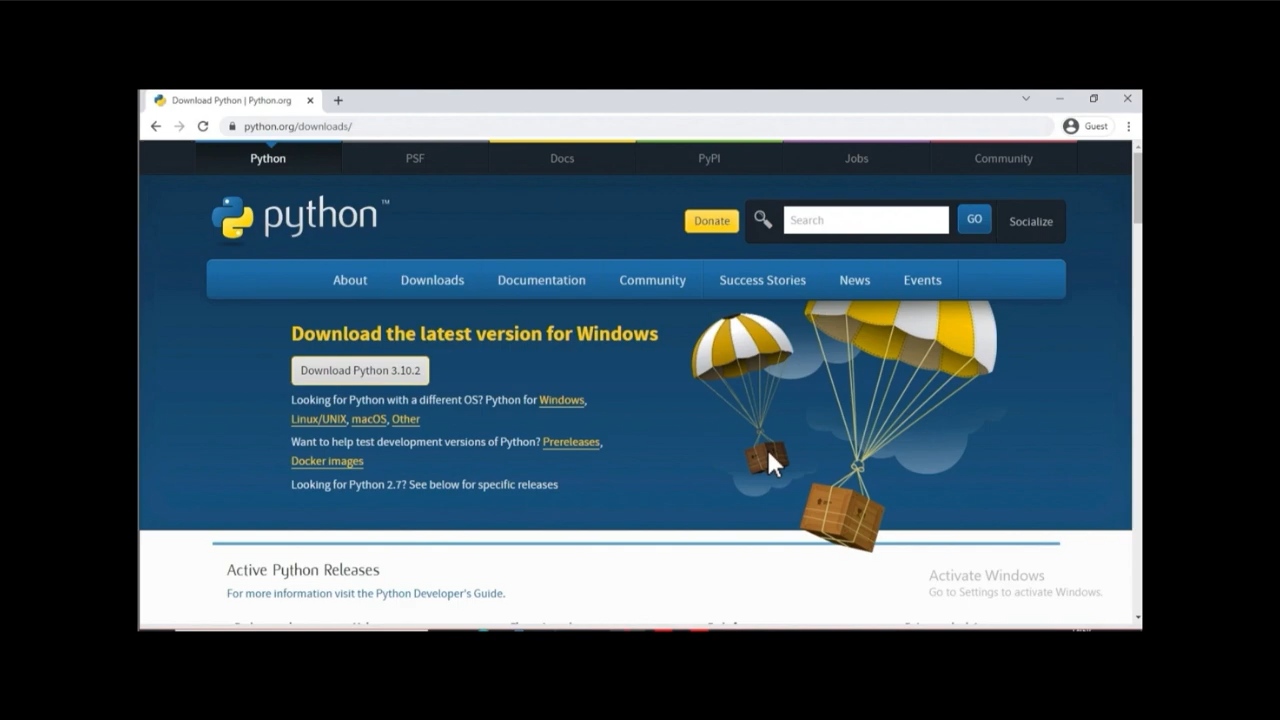 Download Python | Python.org
python.org/downloads/
Guest
Python PSF Docs PyPI Jobs Community
python™
Donate Search GO Socialize
About Downloads Documentation Community Success Stories News Events
Download the latest version for Windows
Download Python 3.10.2
Looking for Python with a different OS? Python for Windows,
Linux/UNIX, macOS, Other
Want to help test development versions of Python? Prereleases,
Docker images
Looking for Python 2.7? See below for specific releases
Active Python Releases
For more information visit the Python Developer's Guide.
Activate Windows
Go to Settings to activate Windows.